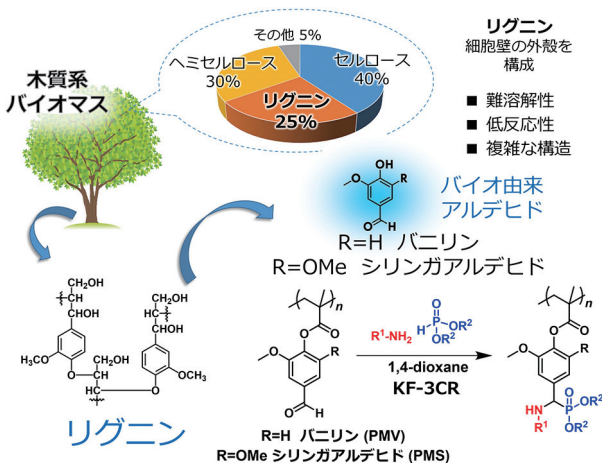 木質系
バイオマス
その他 5%
ヘミセルロース
30%
セルロース
40%
リグニン
25%
リグニン
細胞壁の外殻を
構成
■ 難溶解性
■ 低反応性
■ 複雑な構造
OH
O
R
O
バイオ由来
アルデヒド
R=H バニリン
R=OMe シリンガアルデヒド
HOH₂C
OH
CH₂OH
OH
CH₃O
O
CH₂OH
OCH₃
O
リグニン
n
O
O
O
R
O
R¹-NH₂
O
H P OR²
OR²
1,4-dioxane
KF-3CR
n
O
O
O
R
O
HN P OR²
R¹ OR²
R=H バニリン (PMV)
R=OMe シリンガアルデヒド (PMS)